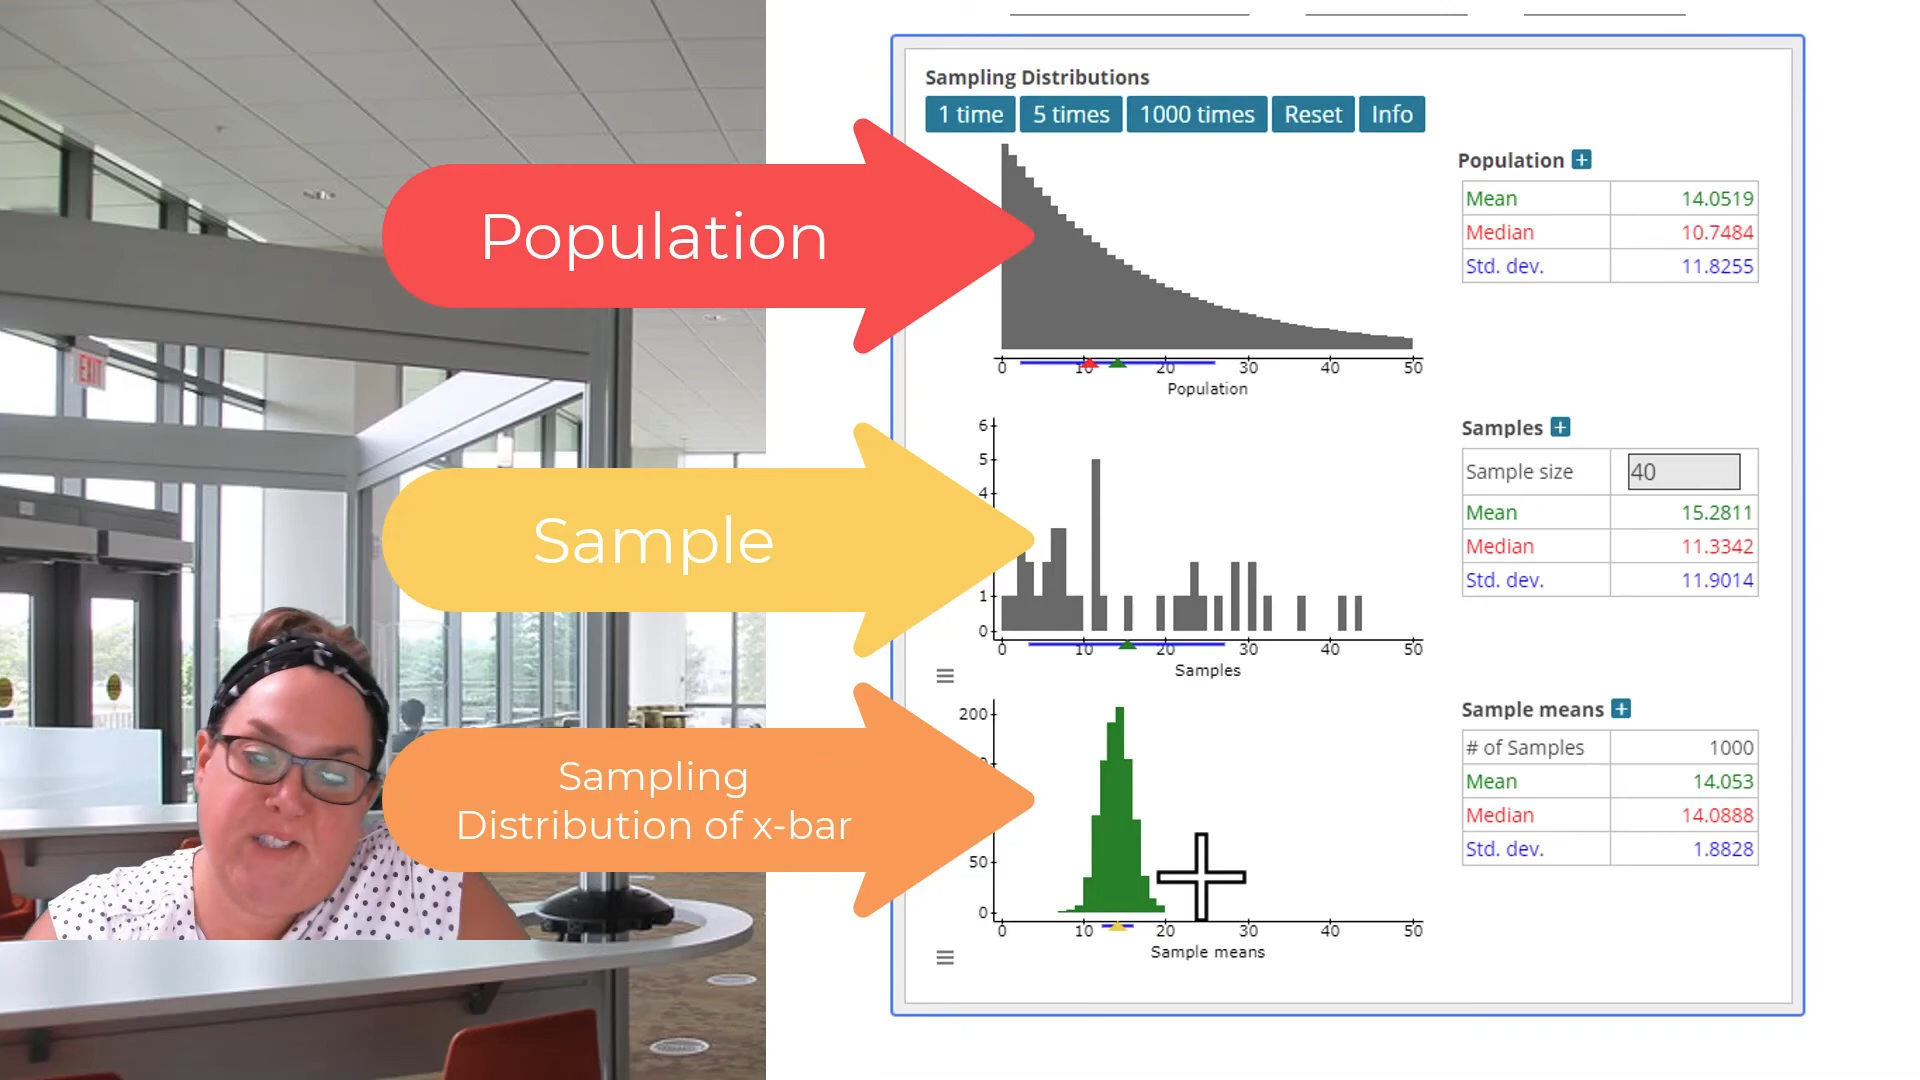 EXIT
Population
Sample
Sampling
Distribution of x-bar
Sampling Distributions
1 time 5 times 1000 times Reset Info
0 10 20 30 40 50
Population
Population +
Mean 14.0519
Median 10.7484
Std. dev. 11.8255
6
5
4
1
0
0 10 20 30 40 50
Samples
Samples +
Sample size 40
Mean 15.2811
Median 11.3342
Std. dev. 11.9014
200
50
0
0 10 20 30 40 50
Sample means
Sample means +
# of Samples 1000
Mean 14.053
Median 14.0888
Std. dev. 1.8828